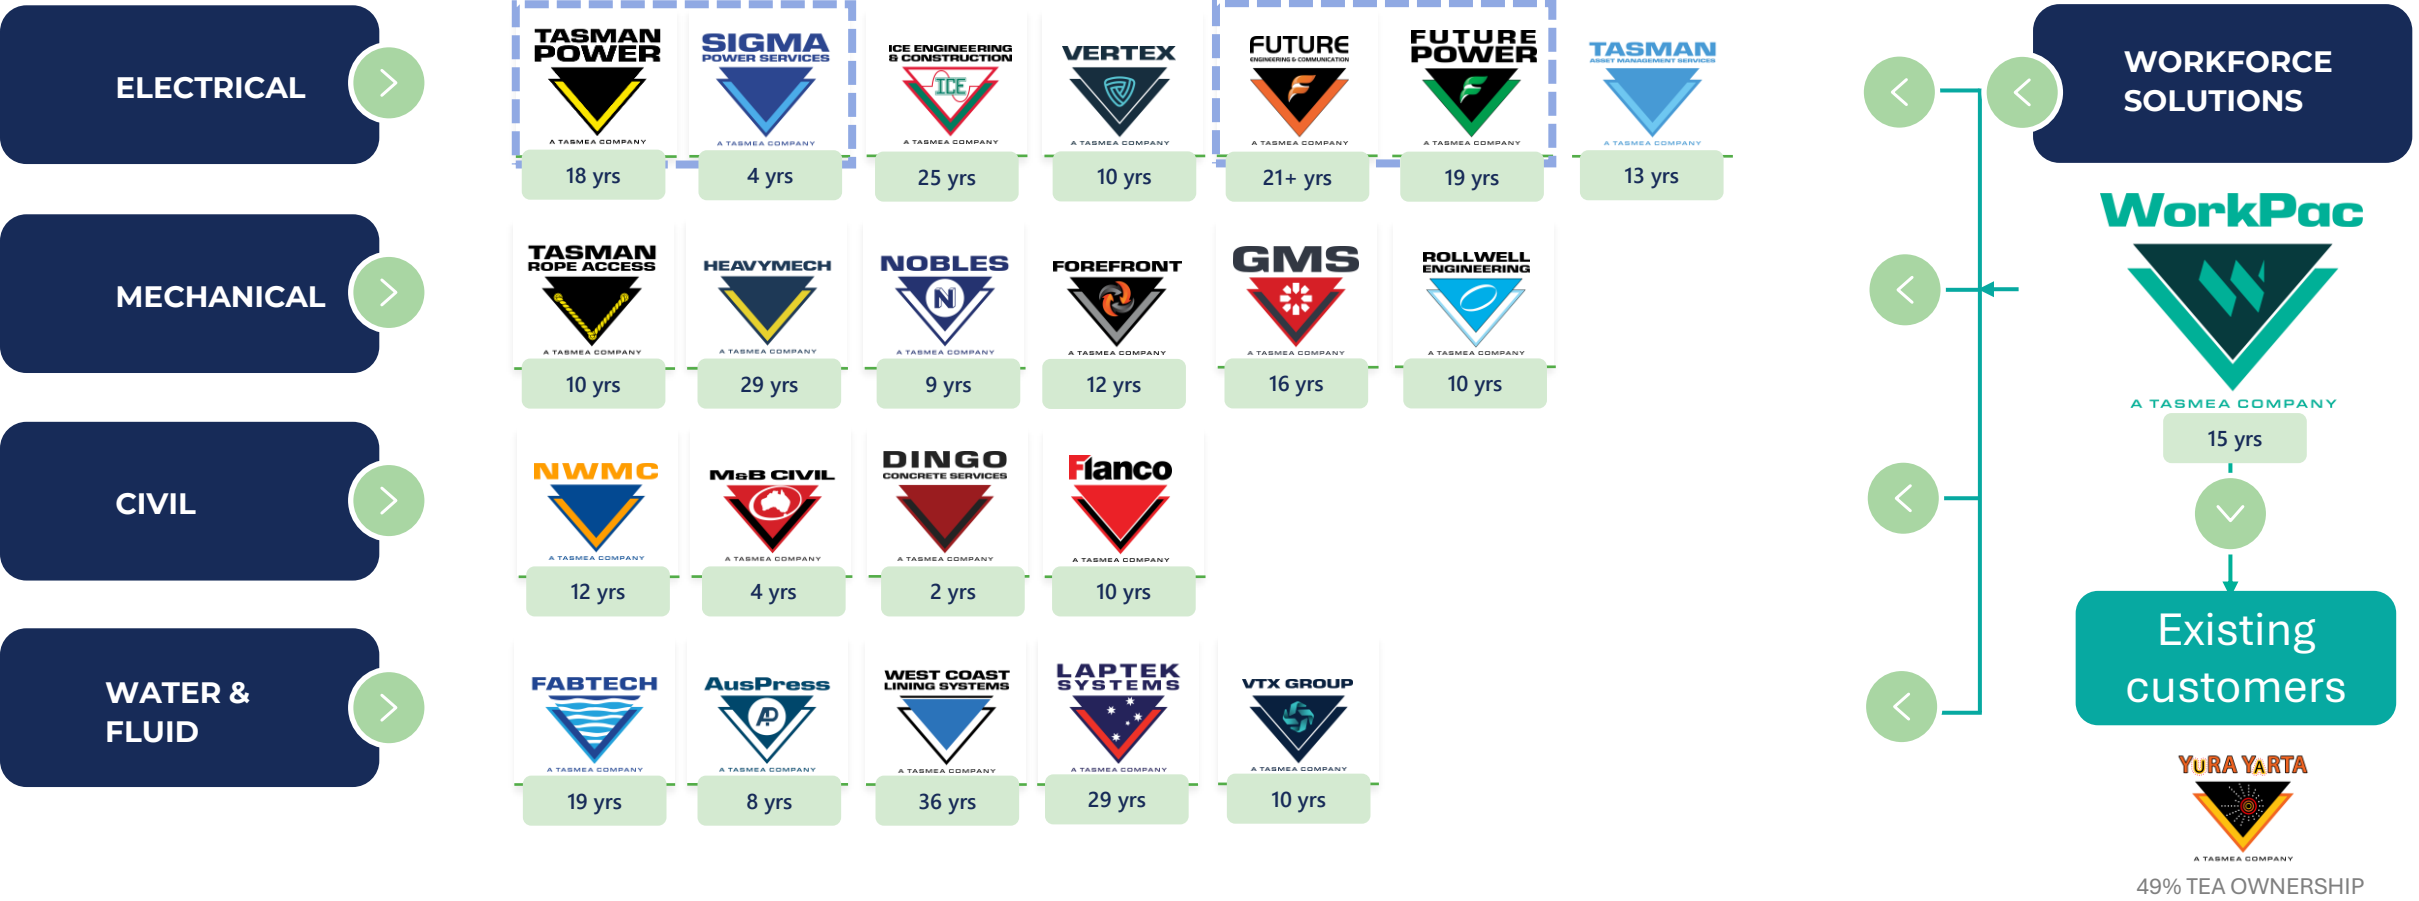 ELECTRICAL
TASMAN
POWER
A TASMEA COMPANY
18 yrs
SIGMA
POWER SERVICES
A TASMEA COMPANY
4 yrs
ICE ENGINEERING
& CONSTRUCTION
ICE
A TASMEA COMPANY
25 yrs
VERTEX
A TASMEA COMPANY
10 yrs
FUTURE
ENGINEERING & COMMUNICATION
A TASMEA COMPANY
21+ yrs
FUTURE
POWER
A TASMEA COMPANY
19 yrs
TASMAN
ASSET MANAGEMENT SERVICES
A TASMEA COMPANY
13 yrs
MECHANICAL
TASMAN
ROPE ACCESS
A TASMEA COMPANY
10 yrs
HEAVYMECH
A TASMEA COMPANY
29 yrs
NOBLES
N
A TASMEA COMPANY
9 yrs
FOREFRONT
A TASMEA COMPANY
12 yrs
GMS
A TASMEA COMPANY
16 yrs
ROLLWELL
ENGINEERING
A TASMEA COMPANY
10 yrs
CIVIL
NWMC
A TASMEA COMPANY
12 yrs
M&B CIVIL
A TASMEA COMPANY
4 yrs
DINGO
CONCRETE SERVICES
A TASMEA COMPANY
2 yrs
Flanco
A TASMEA COMPANY
10 yrs
WATER &
FLUID
FABTECH
A TASMEA COMPANY
19 yrs
AusPress
AP
A TASMEA COMPANY
8 yrs
WEST COAST
LINING SYSTEMS
A TASMEA COMPANY
36 yrs
LAPTEK
SYSTEMS
A TASMEA COMPANY
29 yrs
VTX GROUP
A TASMEA COMPANY
10 yrs
WORKFORCE
SOLUTIONS
WorkPac
A TASMEA COMPANY
15 yrs
Existing
customers
YURA YARTA
A TASMEA COMPANY
49% TEA OWNERSHIP